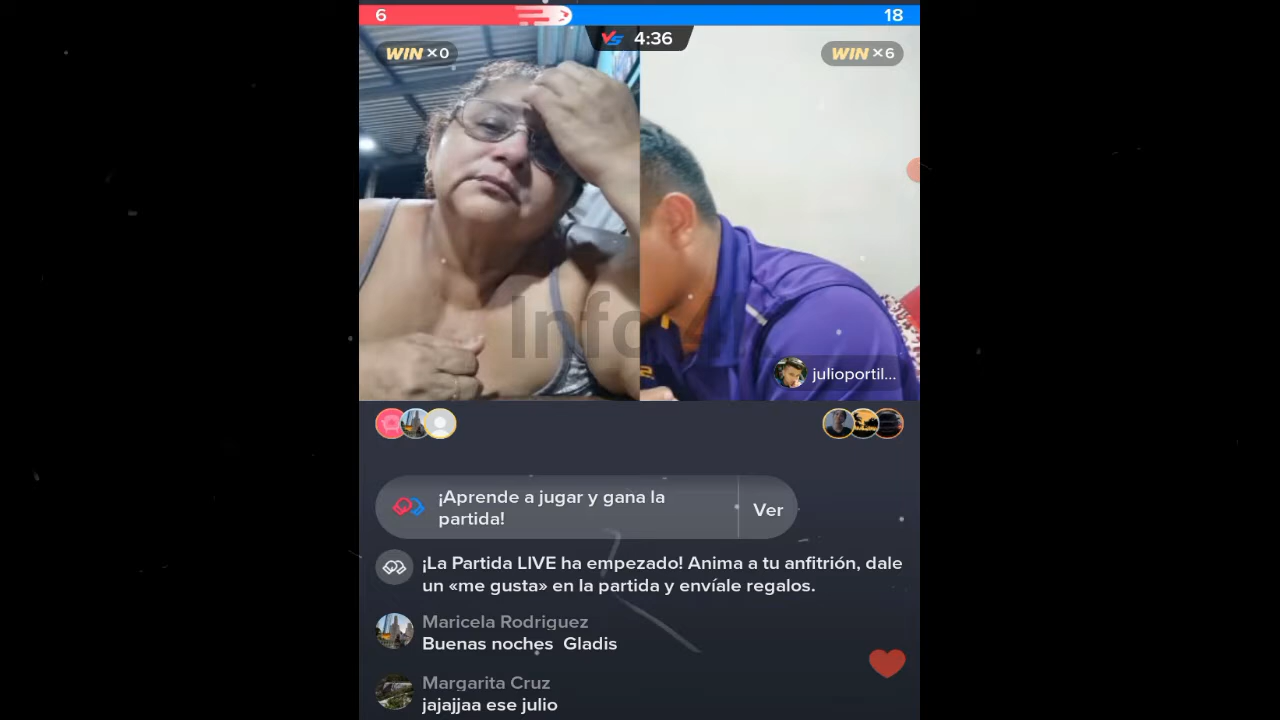 6
18
VS 4:36
WIN ×0
WIN ×6
julioportil...
¡Aprende a jugar y gana la
partida!
Ver
¡La Partida LIVE ha empezado! Anima a tu anfitrión, dale
un «me gusta» en la partida y envíale regalos.
Maricela Rodriguez
Buenas noches Gladis
Margarita Cruz
jajajjaa ese julio